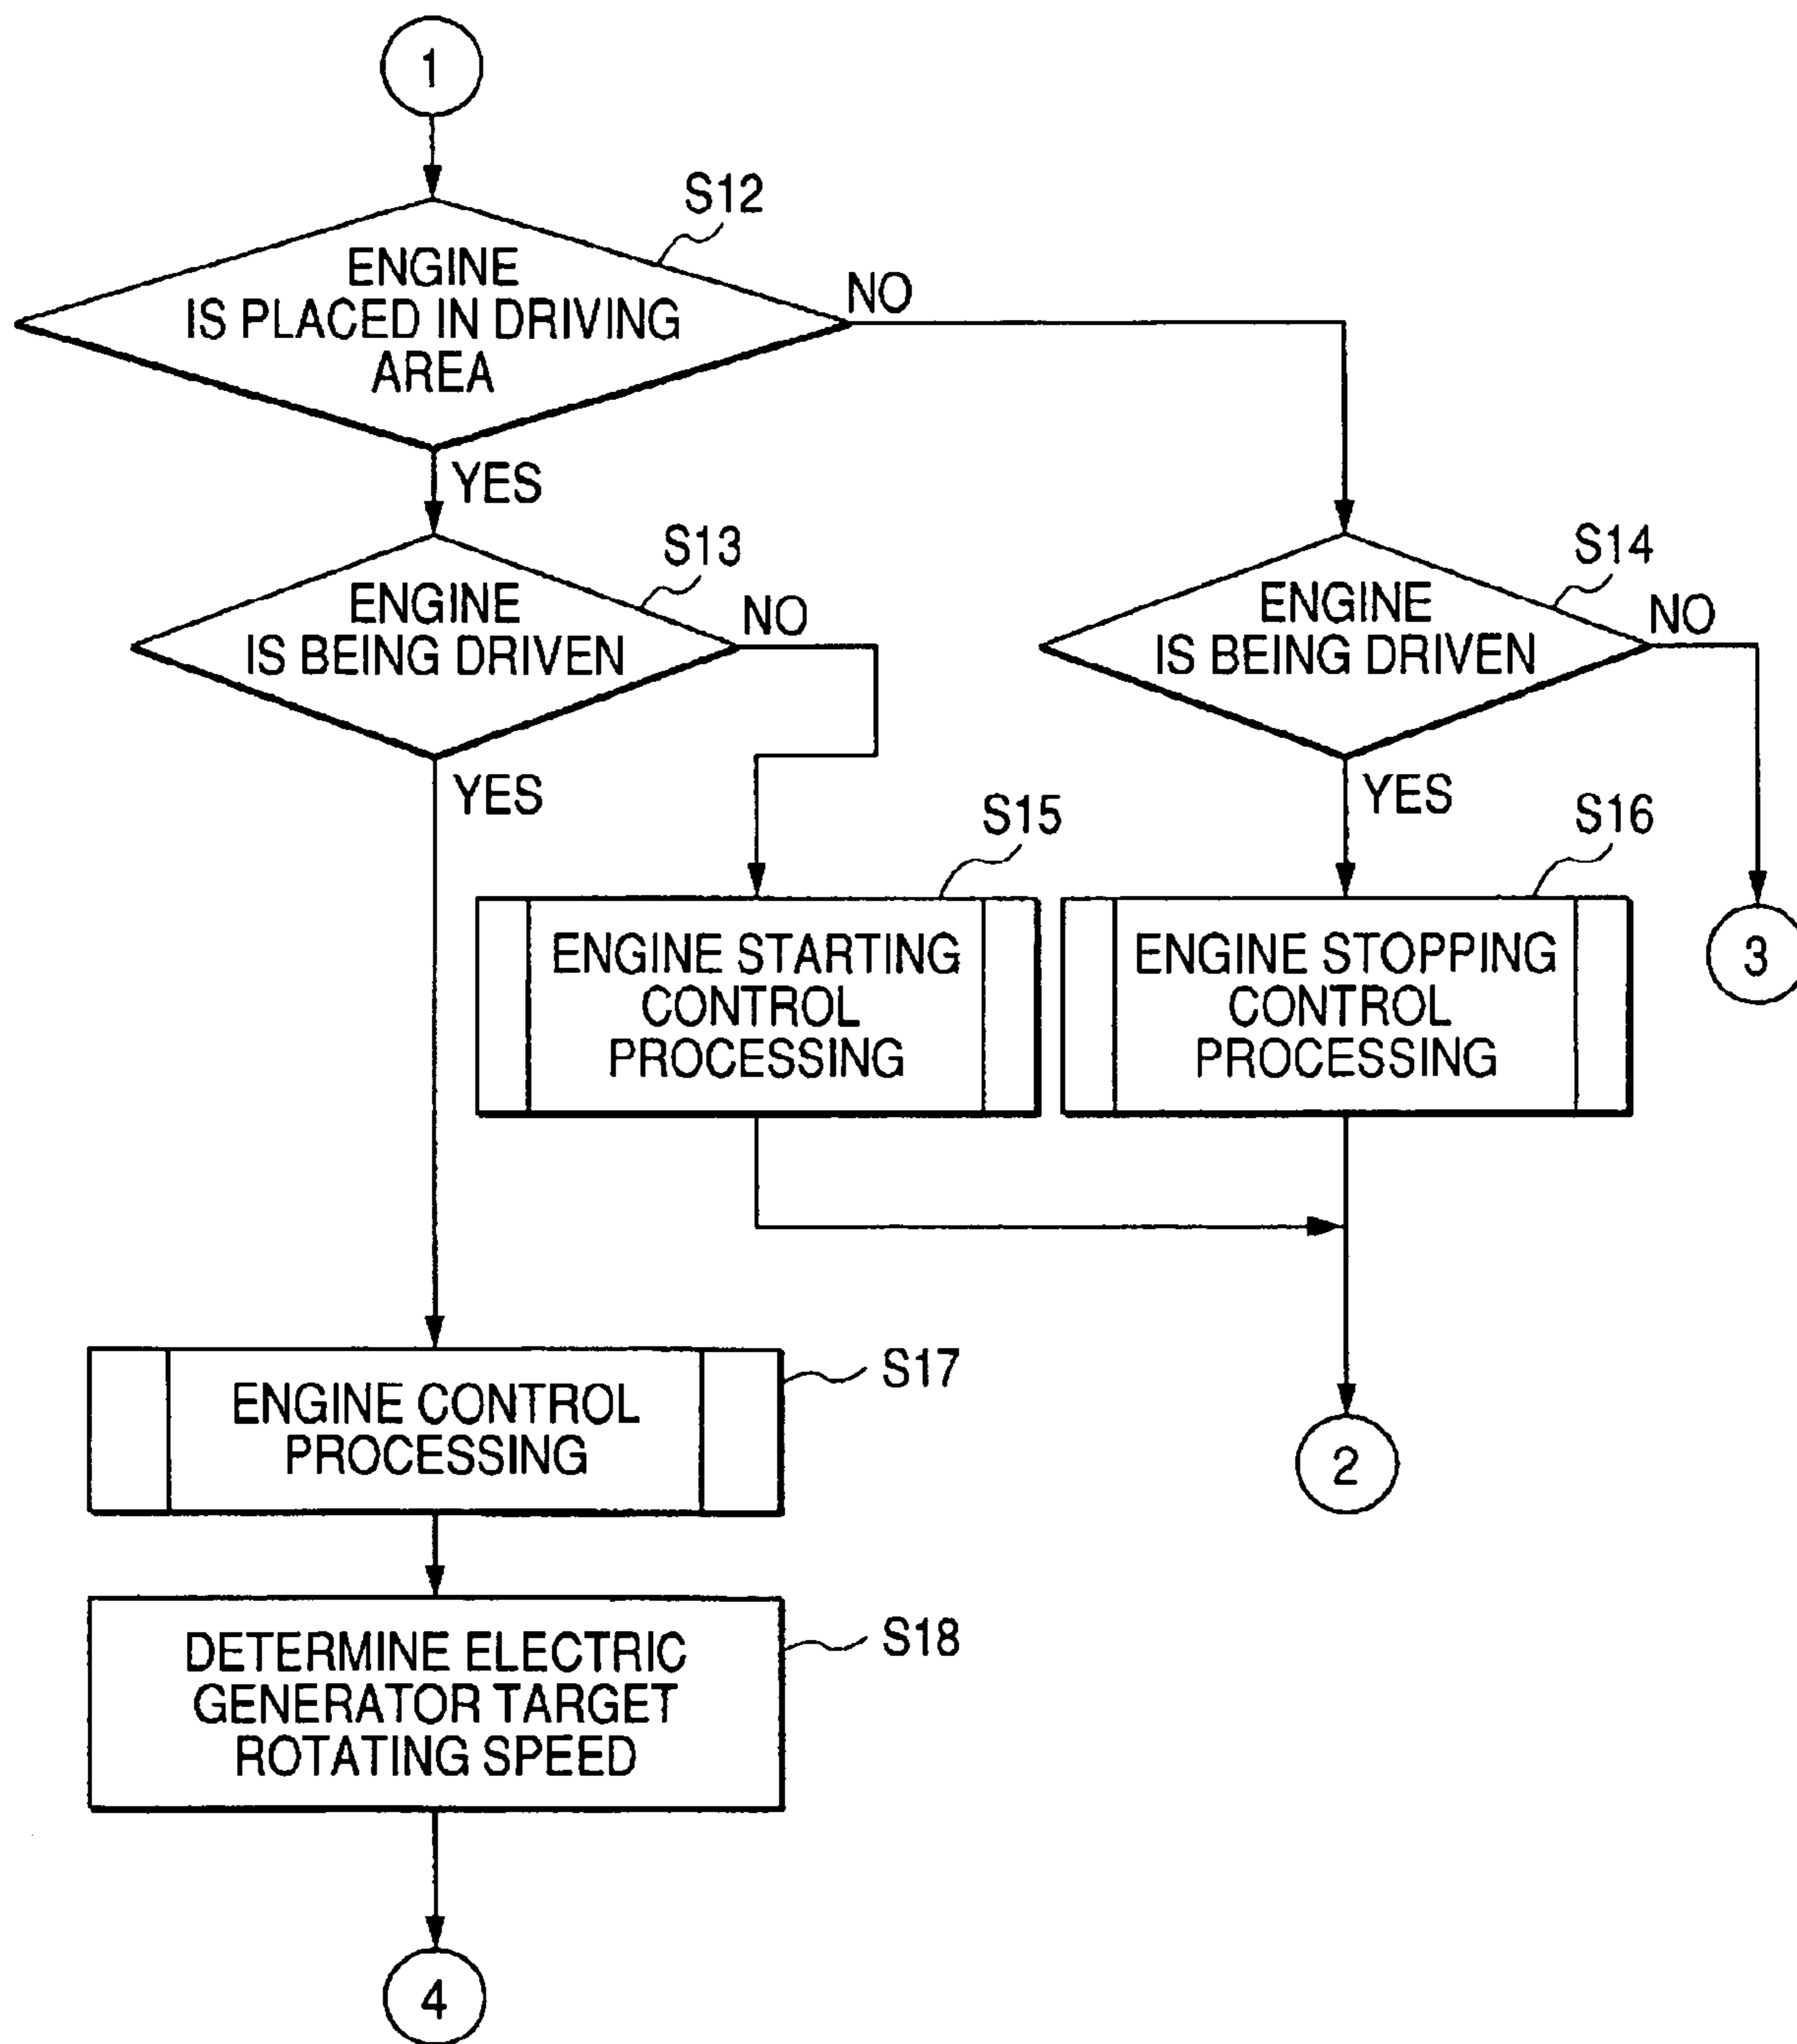 1
S12
ENGINE
IS PLACED IN DRIVING
AREA
NO
YES
S13
ENGINE
IS BEING DRIVEN
NO
YES
S14
ENGINE
IS BEING DRIVEN
NO
YES
S15
ENGINE STARTING
CONTROL
PROCESSING
S16
ENGINE STOPPING
CONTROL
PROCESSING
3
S17
ENGINE CONTROL
PROCESSING
2
S18
DETERMINE ELECTRIC
GENERATOR TARGET
ROTATING SPEED
4